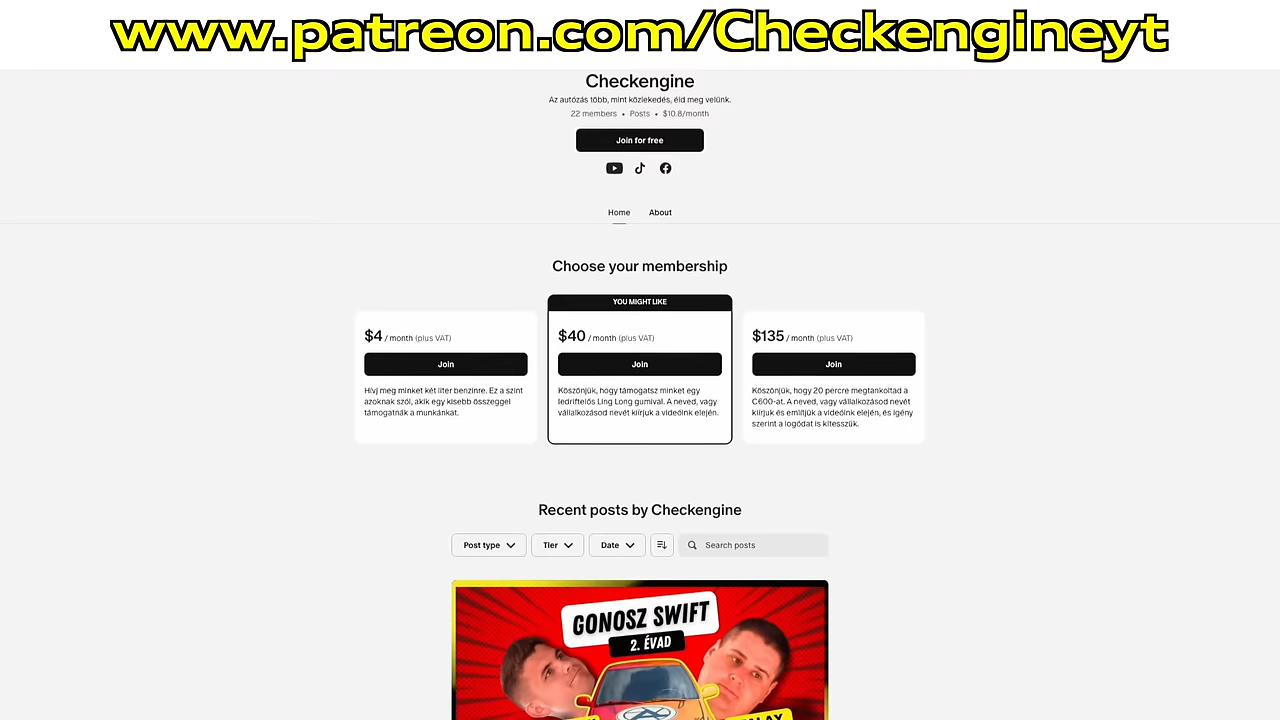 www.patreon.com/Checkengineyt
Checkengine
Az autózás több, mint közlekedés, éld meg velünk.
22 members • Posts • $10.8/month
Join for free
Home About
Choose your membership
YOU MIGHT LIKE
$4 / month (plus VAT)
Join
Hívj meg minket két liter benzinre. Ez a szint
azoknak szól, akik egy kisebb összeggel
támogatnák a munkánkat.
$40 / month (plus VAT)
Join
Köszönjük, hogy támogatsz minket egy
ledriftelős Ling Long gumival. A neved, vagy
vállalkozásod nevét kiírjuk a videóink elején.
$135 / month (plus VAT)
Join
Köszönjük, hogy 20 percre megtankoltad a
C600-at. A neved, vagy vállalkozásod nevét
kiírjuk és említjük a videóink elején, és igény
szerint a logódat is kitesszük.
Recent posts by Checkengine
Post type Tier Date Search posts
GONOSZ SWIFT
2. ÉVAD